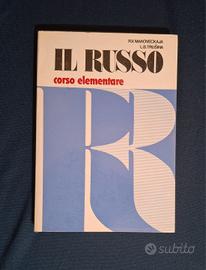 R.V. MAKOVECKAJA
L.B. TRUŠINA
IL RUSSO
corso elementare
subito